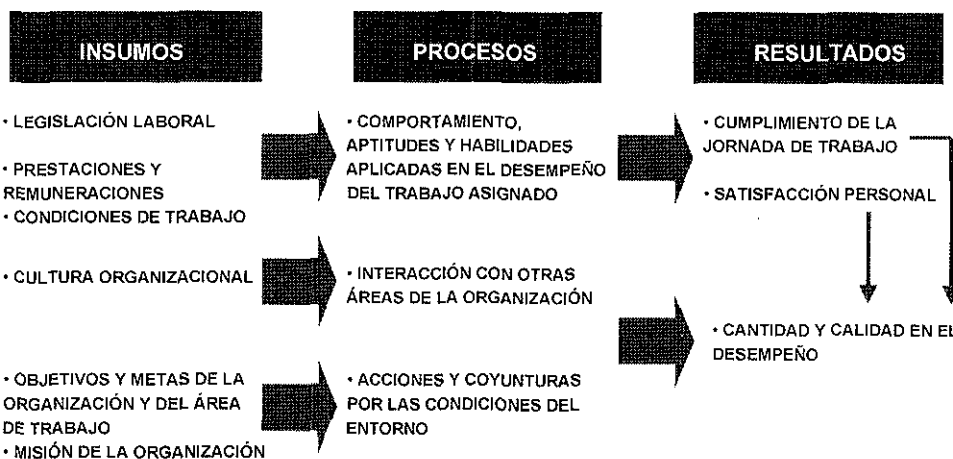 INSUMOS
• LEGISLACIÓN LABORAL
• PRESTACIONES Y
REMUNERACIONES
• CONDICIONES DE TRABAJO
• CULTURA ORGANIZACIONAL
• OBJETIVOS Y METAS DE LA
ORGANIZACIÓN Y DEL ÁREA
DE TRABAJO
• MISIÓN DE LA ORGANIZACIÓN
PROCESOS
• COMPORTAMIENTO,
APTITUDES Y HABILIDADES
APLICADAS EN EL DESEMPEÑO
DEL TRABAJO ASIGNADO
• INTERACCIÓN CON OTRAS
ÁREAS DE LA ORGANIZACIÓN
• ACCIONES Y COYUNTURAS
POR LAS CONDICIONES DEL
ENTORNO
RESULTADOS
• CUMPLIMIENTO DE LA
JORNADA DE TRABAJO
• SATISFACCIÓN PERSONAL
• CANTIDAD Y CALIDAD EN EL
DESEMPEÑO